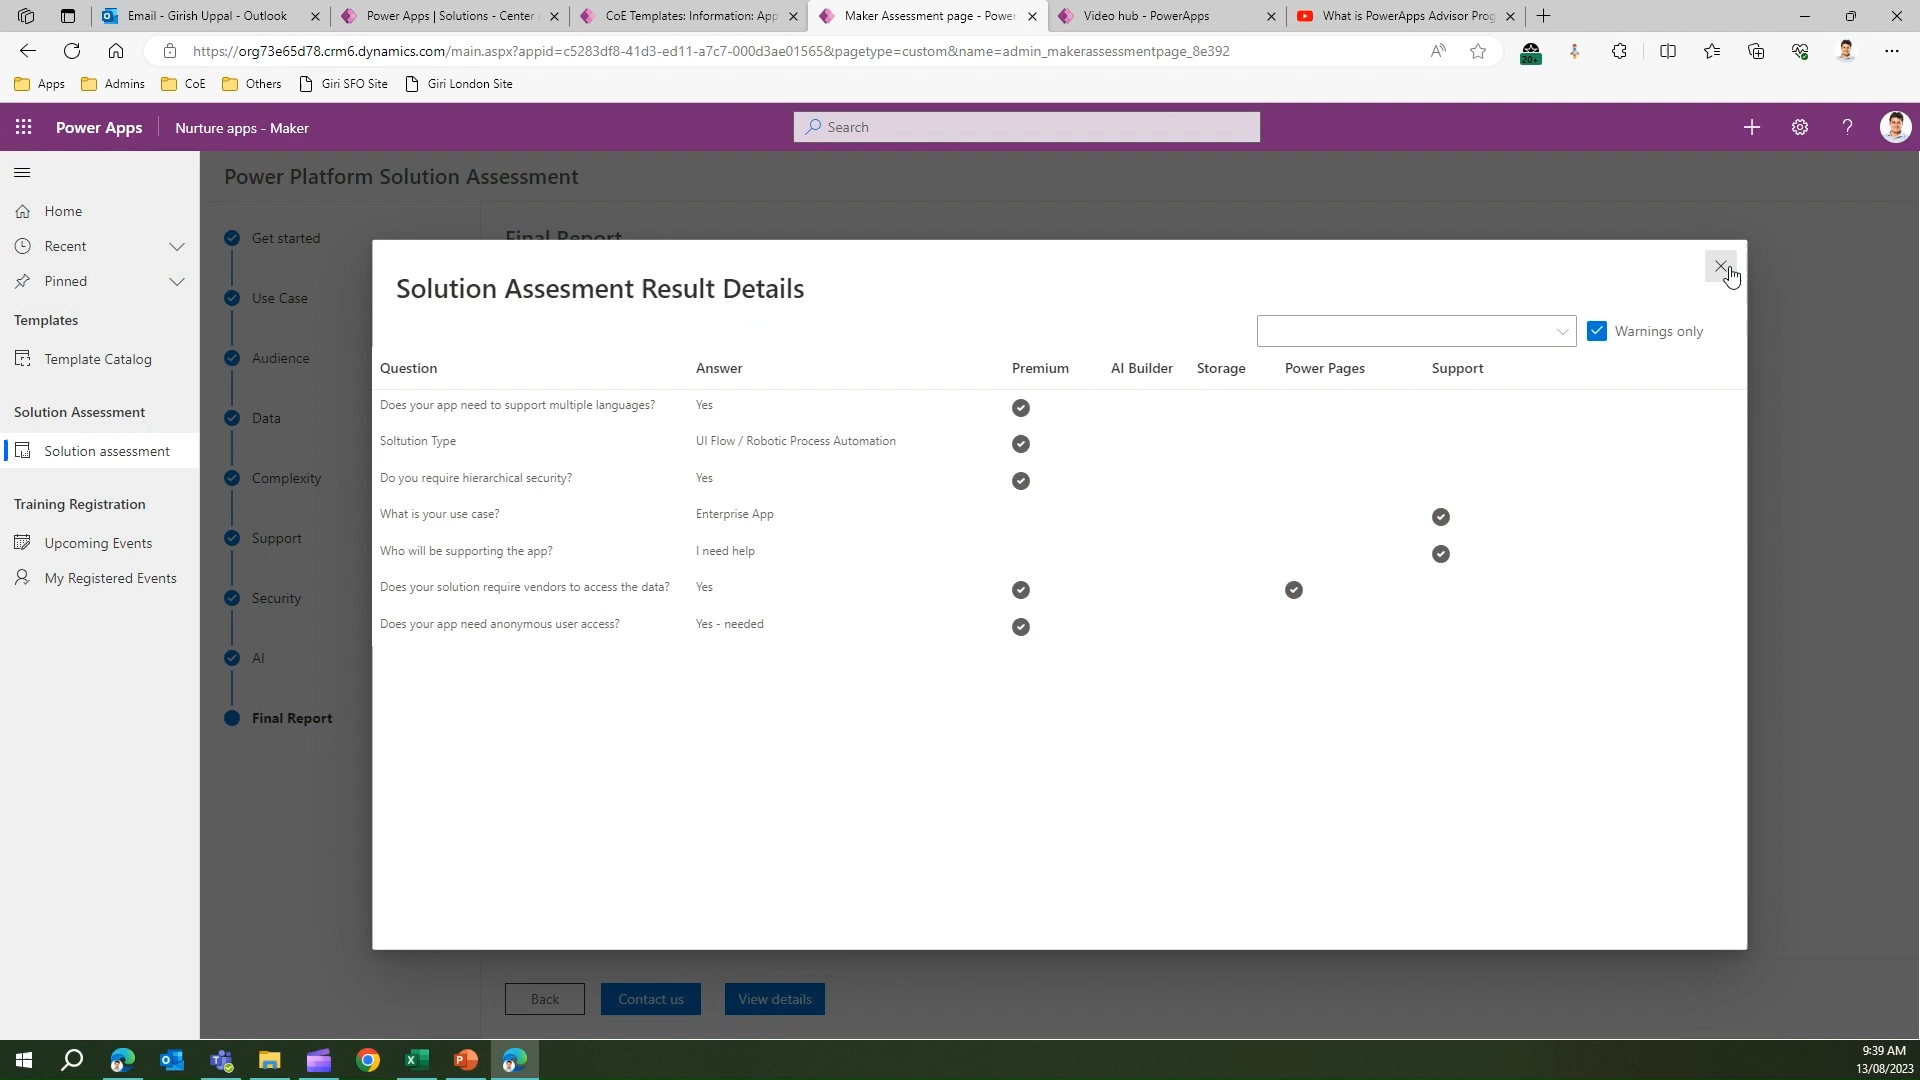 Email - Girish Uppal - Outlook
Power Apps | Solutions - Center
CoE Templates: Information: App
Maker Assessment page - Power
Video hub - PowerApps
What is PowerApps Advisor Prog
https://org73e65d78.crm6.dynamics.com/main.aspx?appid=c5283df8-41d3-ed11-a7c7-000d3ae01565&pagetype=custom&name=admin_makerassessmentpage_8e392
20+
Apps
Admins
CoE
Others
Giri SFO Site
Giri London Site
Power Apps
Nurture apps - Maker
Search
Power Platform Solution Assessment
Home
Recent
Pinned
Templates
Template Catalog
Solution Assessment
Solution assessment
Training Registration
Upcoming Events
My Registered Events
Get started
Use Case
Audience
Data
Complexity
Support
Security
AI
Final Report
Final Report
Solution Assesment Result Details
Warnings only
Question Answer Premium AI Builder Storage Power Pages Support
Does your app need to support multiple languages? Yes
Soltution Type UI Flow / Robotic Process Automation
Do you require hierarchical security? Yes
What is your use case? Enterprise App
Who will be supporting the app? I need help
Does your solution require vendors to access the data? Yes
Does your app need anonymous user access? Yes - needed
Back
Contact us
View details
9:39 AM
13/08/2023